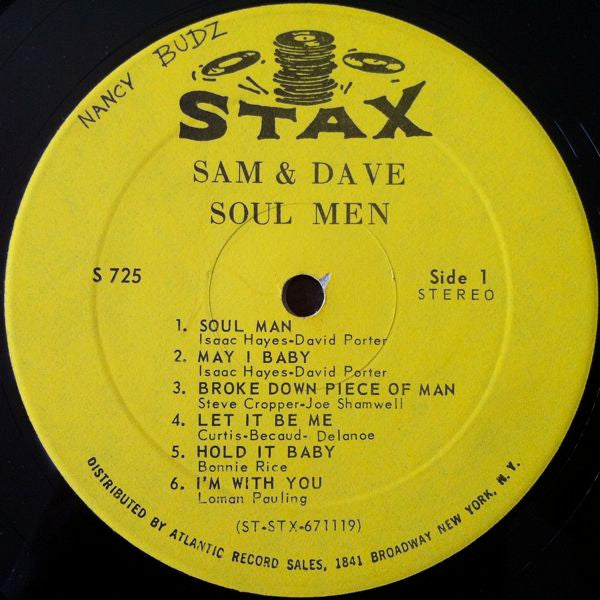 NANCY BUDZ
STAX
SAM & DAVE
SOUL MEN
S 725
Side 1
STEREO
1. SOUL MAN
Isaac Hayes-David Porter
2. MAY I BABY
Isaac Hayes-David Porter
3. BROKE DOWN PIECE OF MAN
Steve Cropper-Joe Shamwell
4. LET IT BE ME
Curtis-Becaud- Delanoe
5. HOLD IT BABY
Bonnie Rice
6. I'M WITH YOU
Loman Pauling
(ST-STX-671119)
DISTRIBUTED BY ATLANTIC RECORD SALES, 1841 BROADWAY NEW YORK, N.Y.